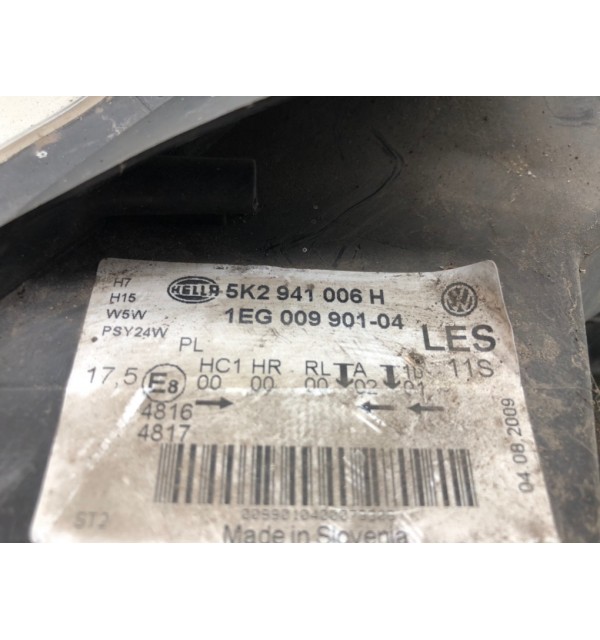 H7
H15
W5W
PSY24W
HELLA 5K2 941 006 H
1EG 009 901-04
LES
PL
17,5 E8 HC1 HR RL A 11S
00 00 00 02 01
4816
4817
04.08.2009
ST2
Made in Slovenia